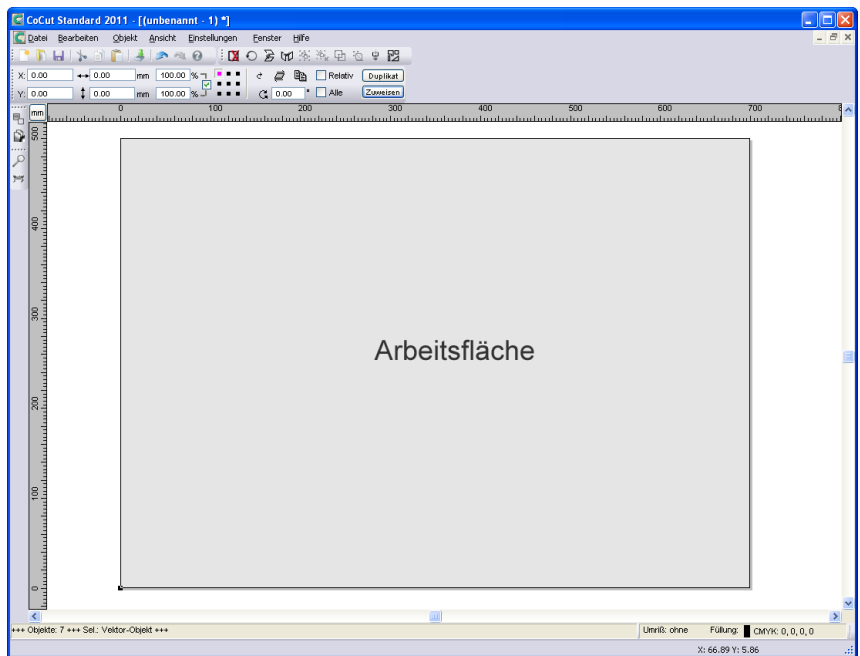 CoCut Standard 2011 - [(unbenannt - 1) *]
Datei Bearbeiten Objekt Ansicht Einstellungen Fenster Hilfe
X: 0.00 0.00 mm 100.00 % Relativ Duplikat
Y: 0.00 0.00 mm 100.00 % 0.00 ° Alle Zuweisen
mm 0 100 200 300 400 500 600 700 8
500
400
300
200
100
0
Arbeitsfläche
+++ Objekte: 7 +++ Sel.: Vektor-Objekt +++ Umriß: ohne Füllung: CMYK: 0, 0, 0, 0
X: 66.89 Y: 5.86